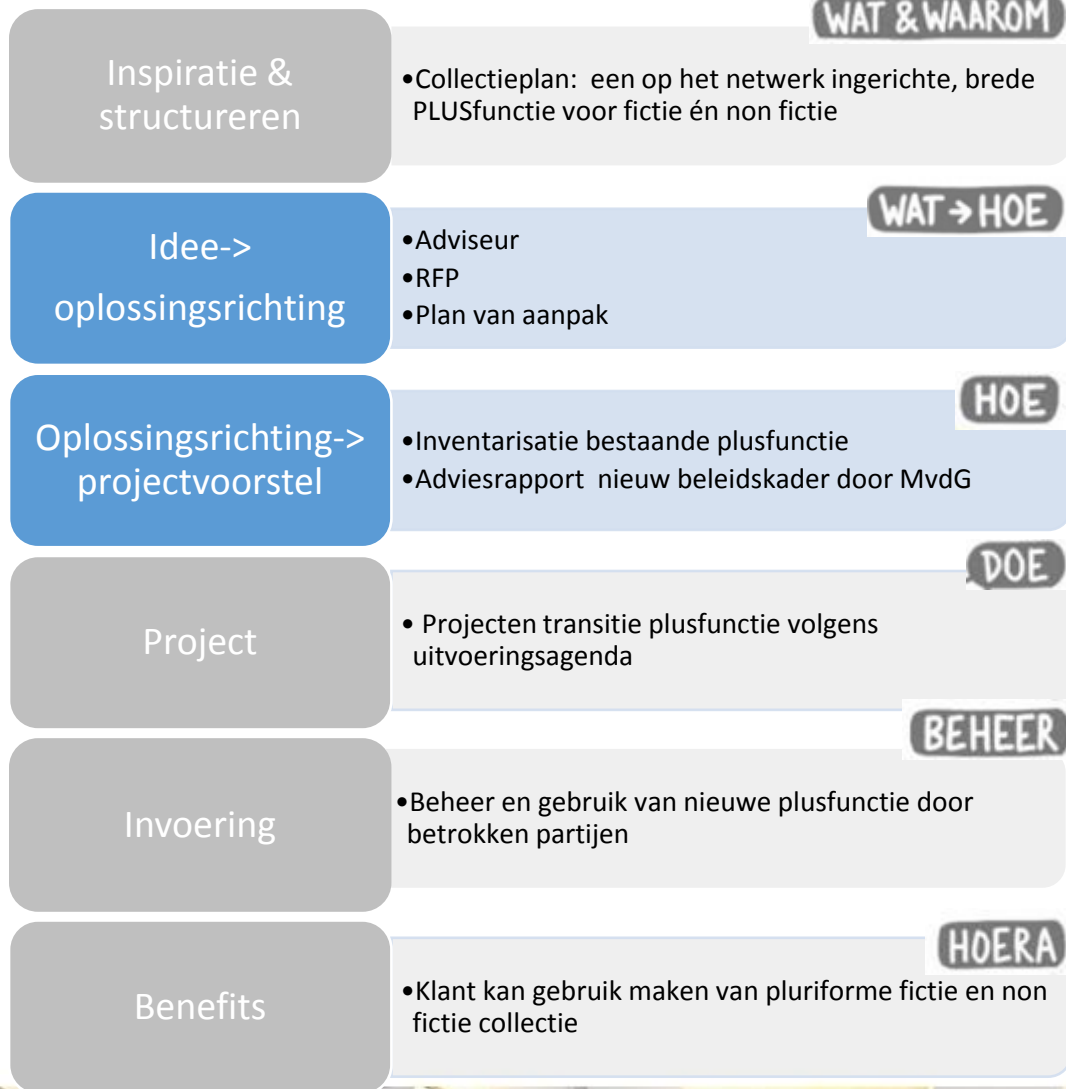 WAT & WAAROM
Inspiratie &
structureren
•Collectieplan: een op het netwerk ingerichte, brede
PLUSfunctie voor fictie én non fictie
WAT → HOE
Idee->
oplossingsrichting
•Adviseur
•RFP
•Plan van aanpak
HOE
Oplossingsrichting->
projectvoorstel
•Inventarisatie bestaande plusfunctie
•Adviesrapport nieuw beleidskader door MvdG
DOE
Project
• Projecten transitie plusfunctie volgens
uitvoeringsagenda
BEHEER
Invoering
•Beheer en gebruik van nieuwe plusfunctie door
betrokken partijen
HOERA
Benefits
•Klant kan gebruik maken van pluriforme fictie en non
fictie collectie